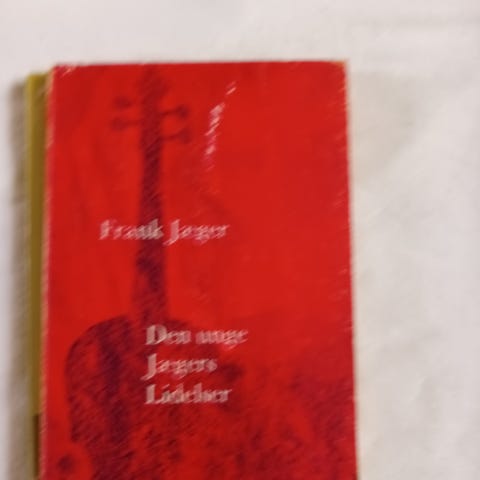 Frank Jæger
Den unge
Jægers
Lidelser